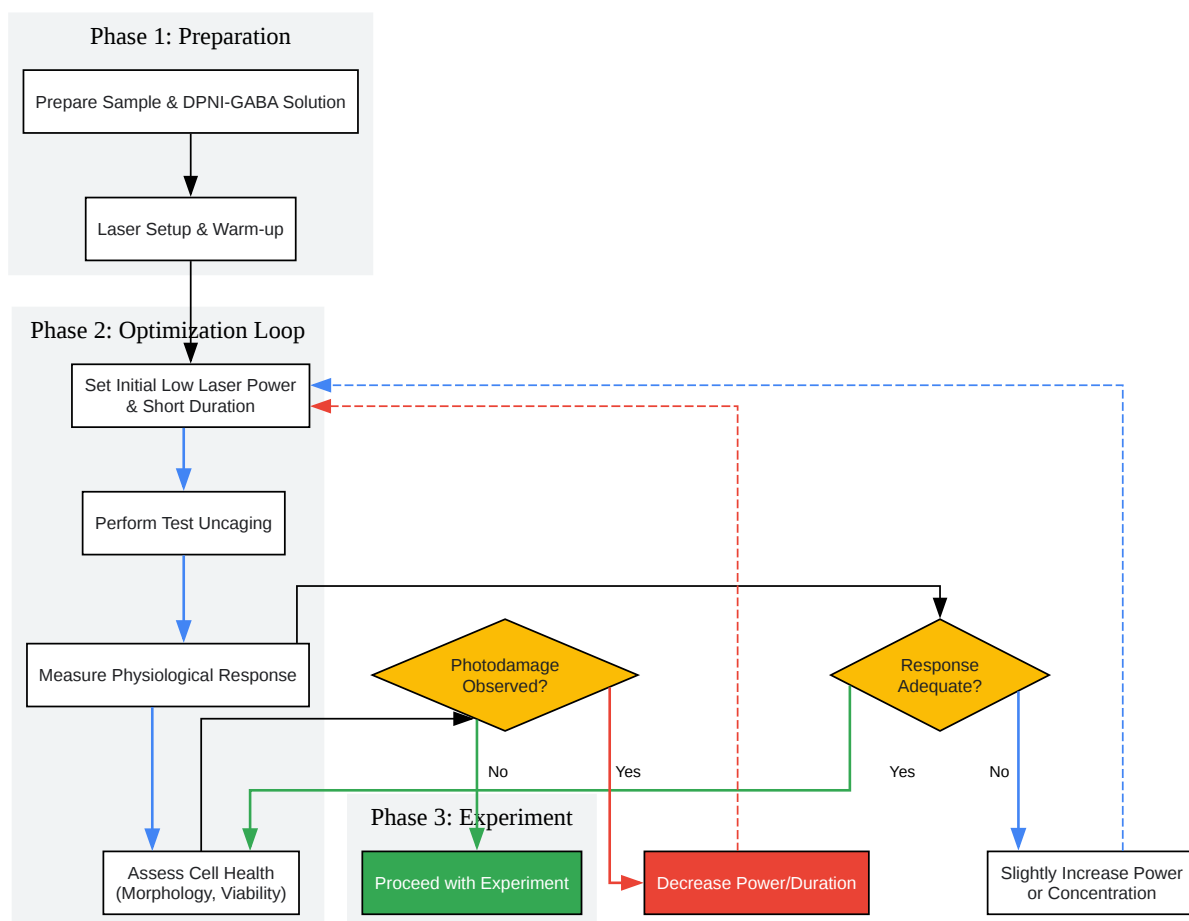 Phase 1: Preparation
Prepare Sample & DPNI-GABA Solution
Laser Setup & Warm-up
Phase 2: Optimization Loop
Set Initial Low Laser Power
& Short Duration
Perform Test Uncaging
Measure Physiological Response
Photodamage
Observed?
Response
Adequate?
No
Yes
Yes
No
Phase 3: Experiment
Assess Cell Health
(Morphology, Viability)
Proceed with Experiment
Decrease Power/Duration
Slightly Increase Power
or Concentration